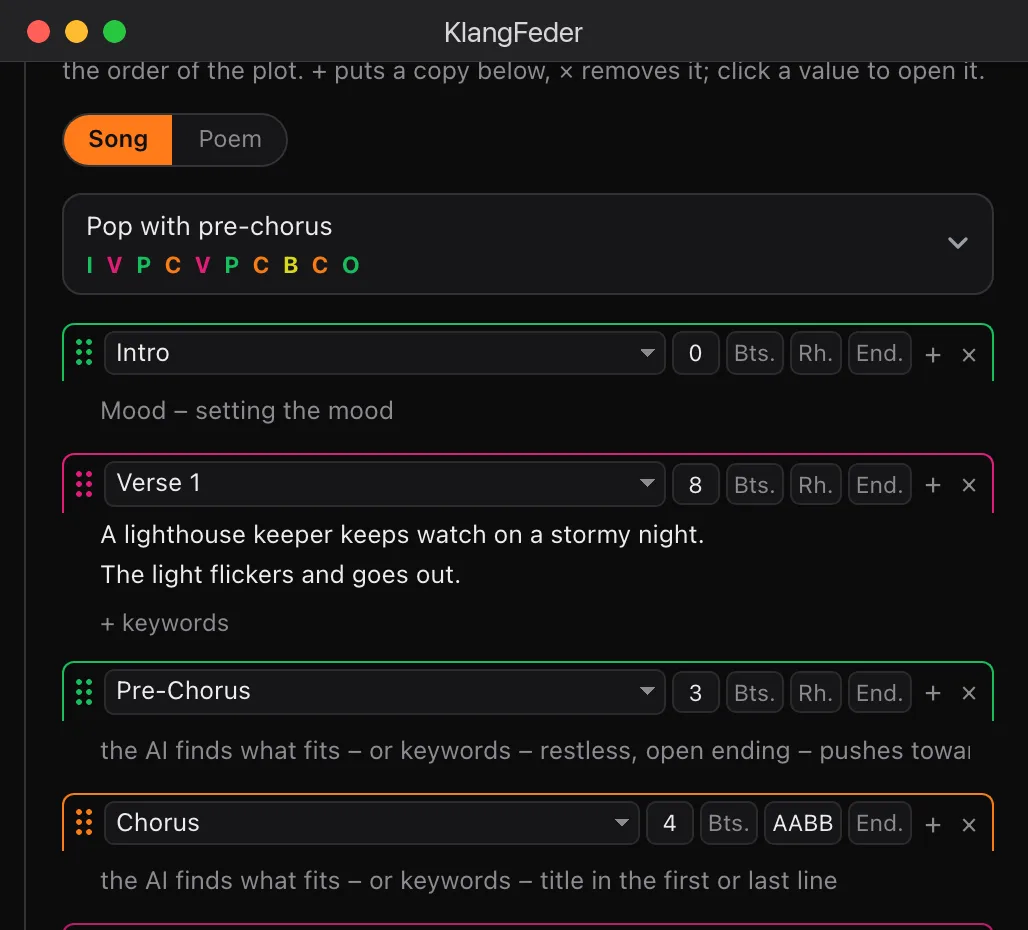 KlangFeder
the order of the plot. + puts a copy below, × removes it; click a value to open it.
Song Poem
Pop with pre-chorus
I V P C V P C B C O
Intro 0 Bts. Rh. End. + ×
Mood – setting the mood
Verse 1 8 Bts. Rh. End. + ×
A lighthouse keeper keeps watch on a stormy night.
The light flickers and goes out.
+ keywords
Pre-Chorus 3 Bts. Rh. End. + ×
the AI finds what fits – or keywords – restless, open ending – pushes
Chorus 4 Bts. AABB End. + ×
the AI finds what fits – or keywords – title in the first or last line